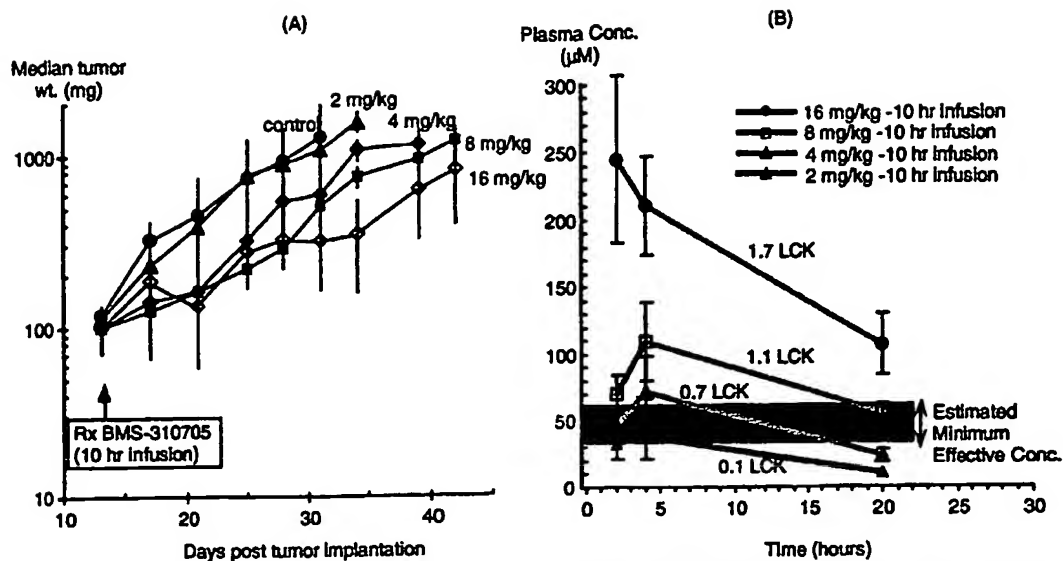 (A)
Median tumor
wt. (mg)
1000
100
10
10
20
30
40
Days post tumor implantation
control
2 mg/kg
4 mg/kg
8 mg/kg
16 mg/kg
Rx BMS-310705
(10 hr infusion)
(B)
Plasma Conc.
(µM)
300
250
200
150
100
50
0
0
5
10
15
20
25
30
Time (hours)
16 mg/kg -10 hr infusion
8 mg/kg -10 hr infusion
4 mg/kg -10 hr infusion
2 mg/kg -10 hr infusion
1.7 LCK
1.1 LCK
0.7 LCK
0.1 LCK
Estimated
Minimum
Effective Conc.